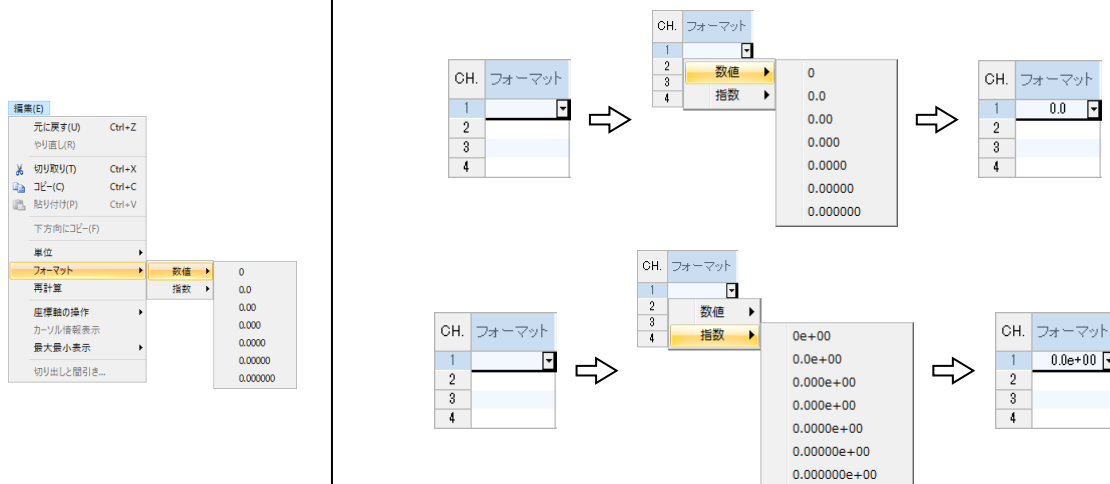 編集(E)
元に戻す(U) Ctrl+Z
やり直し(R)
切り取り(T) Ctrl+X
コピー(C) Ctrl+C
貼り付け(P) Ctrl+V
下方向にコピー(F)
単位
フォーマット
再計算
座標軸の操作
カーソル情報表示
最大最小表示
切り出しと間引き...
数値
指数
0
0.0
0.00
0.000
0.0000
0.00000
0.000000
CH. フォーマット
1
2
3
4
CH. フォーマット
1
2
3
4
数値
指数
0
0.0
0.00
0.000
0.0000
0.00000
0.000000
CH. フォーマット
1 0.0
2
3
4
CH. フォーマット
1
2
3
4
CH. フォーマット
1
2
3
4
数値
指数
0e+00
0.0e+00
0.000e+00
0.000e+00
0.0000e+00
0.00000e+00
0.000000e+00
CH. フォーマット
1 0.0e+00
2
3
4